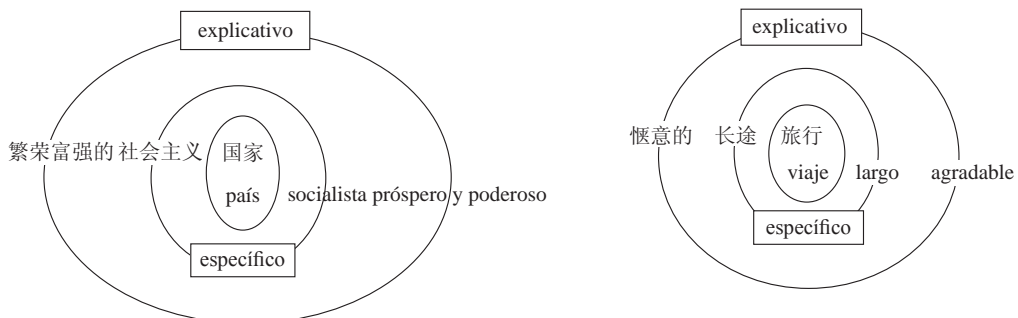 explicativo
繁荣富强的 社会主义 国家
país socialista próspero y poderoso
específico
explicativo
惬意的 长途 旅行
viaje largo agradable
específico